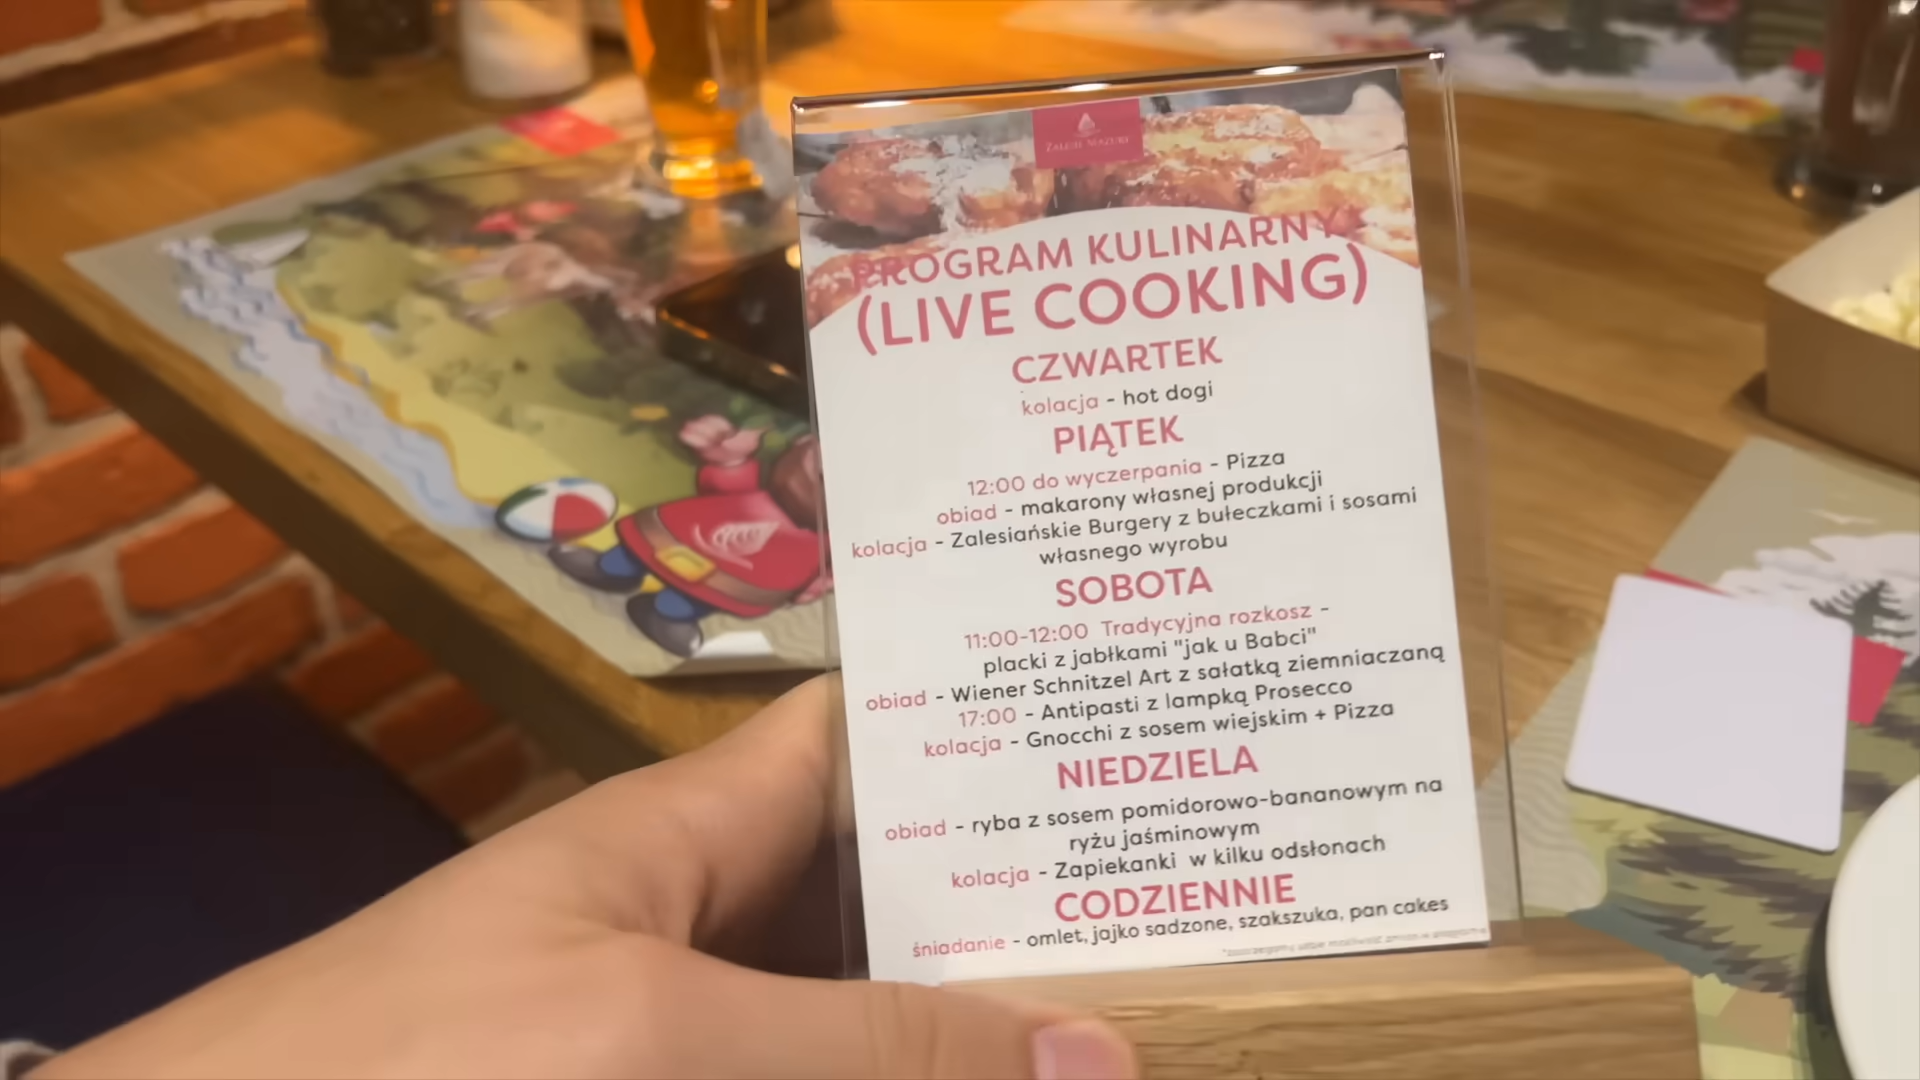 ZALESIE MAZURY
PROGRAM KULINARNY*
(LIVE COOKING)
CZWARTEK
kolacja - hot dogi
PIĄTEK
12:00 do wyczerpania - Pizza
obiad - makarony własnej produkcji
kolacja - Zalesiańskie Burgery z bułeczkami i sosami
własnego wyrobu
SOBOTA
11:00-12:00 Tradycyjna rozkosz -
placki z jabłkami "jak u Babci"
obiad - Wiener Schnitzel Art z sałatką ziemniaczaną
17:00 - Antipasti z lampką Prosecco
kolacja - Gnocchi z sosem wiejskim + Pizza
NIEDZIELA
obiad - ryba z sosem pomidorowo-bananowym na
ryżu jaśminowym
kolacja - Zapiekanki w kilku odsłonach
CODZIENNIE
śniadanie - omlet, jajko sadzone, szakszuka, pan cakes